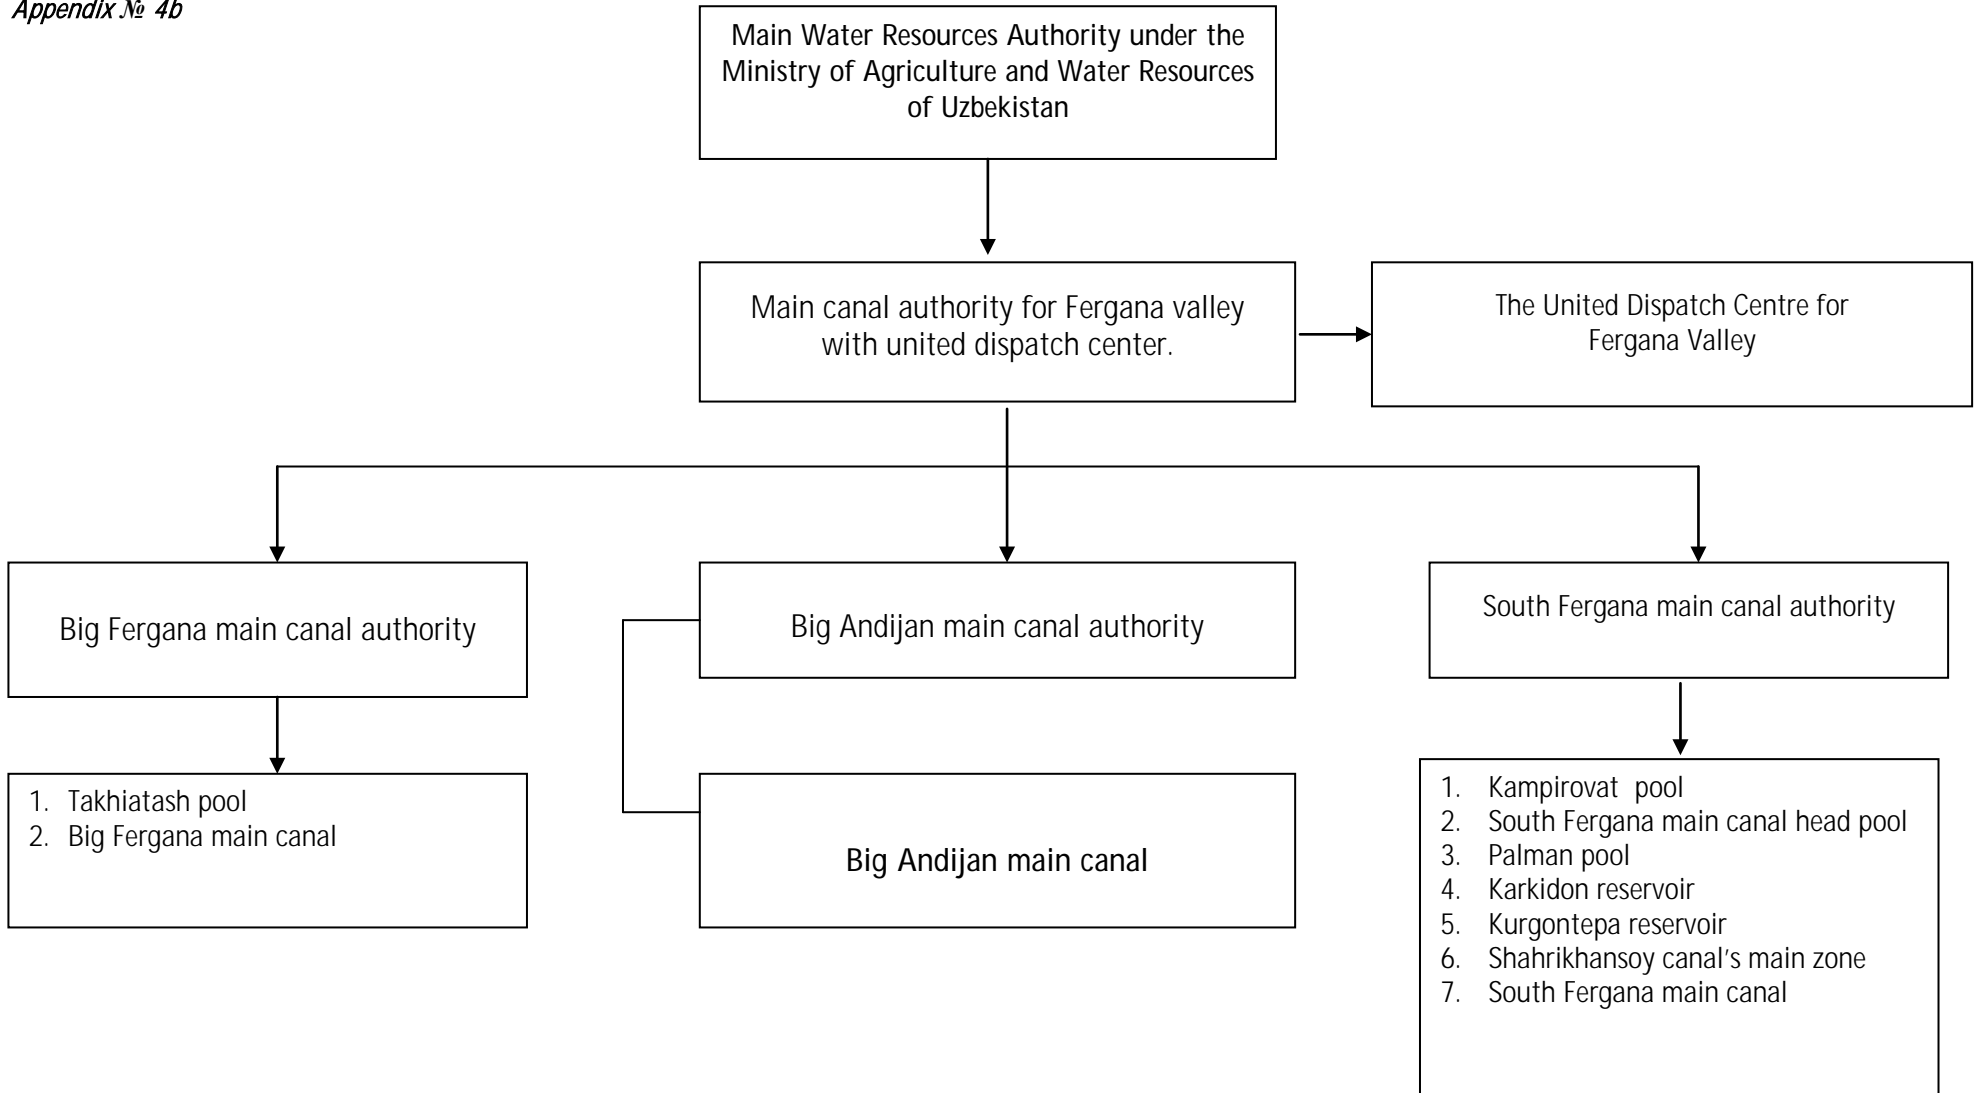 Appendix № 4b
Main Water Resources Authority under the
Ministry of Agriculture and Water Resources
of Uzbekistan
Main canal authority for Fergana valley
with united dispatch center.
The United Dispatch Centre for
Fergana Valley
Big Fergana main canal authority
Big Andijan main canal authority
South Fergana main canal authority
1. Takhiatash pool
2. Big Fergana main canal
Big Andijan main canal
1. Kampirovat pool
2. South Fergana main canal head pool
3. Palman pool
4. Karkidon reservoir
5. Kurgontepa reservoir
6. Shahrikhansoy canal's main zone
7. South Fergana main canal